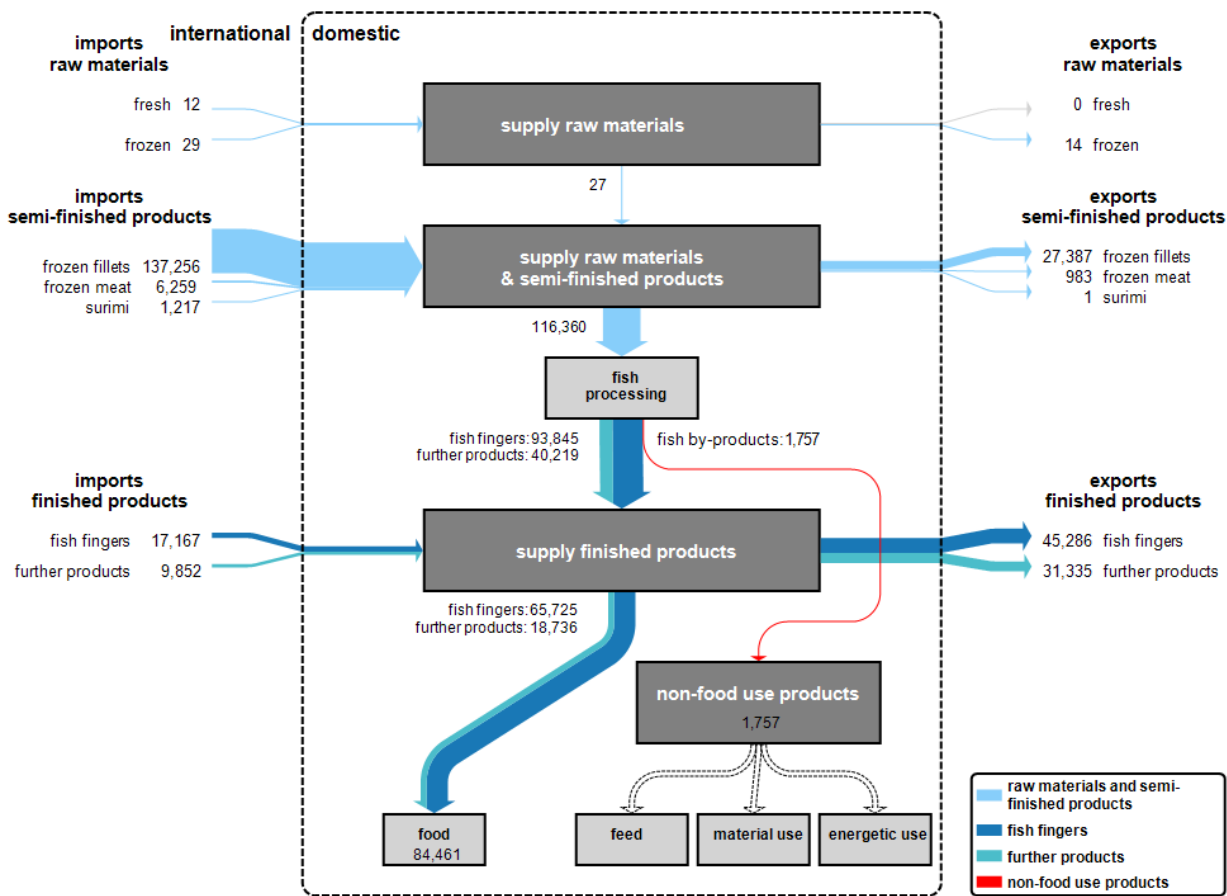 international domestic
imports
raw materials
fresh 12
frozen 29
supply raw materials
exports
raw materials
0 fresh
14 frozen
27
imports
semi-finished products
frozen fillets 137,256
frozen meat 6,259
surimi 1,217
supply raw materials
& semi-finished products
exports
semi-finished products
27,387 frozen fillets
983 frozen meat
1 surimi
116,360
fish
processing
fish fingers: 93,845
further products: 40,219
fish by-products: 1,757
imports
finished products
fish fingers 17,167
further products 9,852
supply finished products
exports
finished products
45,286 fish fingers
31,335 further products
fish fingers: 65,725
further products: 18,736
non-food use products
1,757
food
84,461
feed
material use
energetic use
raw materials and semi-
finished products
fish fingers
further products
non-food use products